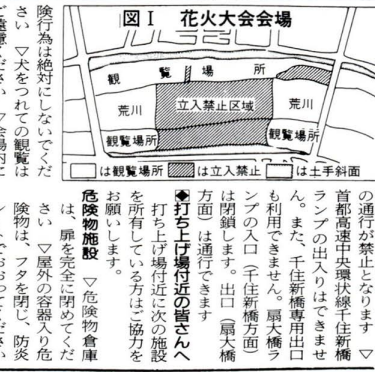 図Ⅰ　花火大会会場
観覧場所
荒川
立入禁止区域
荒川
観覧場所
観覧場所
は観覧場所
は立入禁止
は土手斜面
険行為は絶対にしないでくだ
さい　▽犬をつれての観覧は
の通行が禁止となります　▽
首都高速中央環状線千住新橋
ランプの出入りはできませ
ん。また、千住新橋専用出口
も利用できません。扇大橋ラ
ンプの入口（千住新橋方面）
は閉鎖します。出口（扇大橋
方面）は通行できます
◆打ち上げ場付近の皆さんへ
打ち上げ場付近に次の施設
を所有している方はご協力を
お願いします。
危険物施設　▽危険物倉庫
は、扉を完全に閉めてくだ
さい　▽屋外の容器入り危
険物は、フタを閉じ、防炎